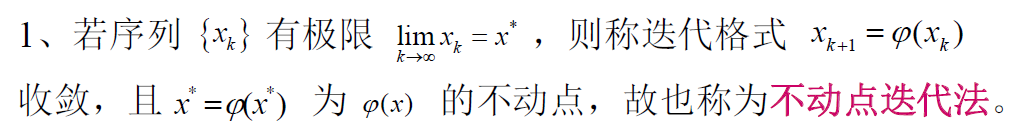 1、若序列 {xₖ} 有极限 lim_{k→∞} xₖ = x*，则称迭代格式 xₖ₊₁ = φ(xₖ)
收敛，且 x*=φ(x*) 为 φ(x) 的不动点，故也称为不动点迭代法。